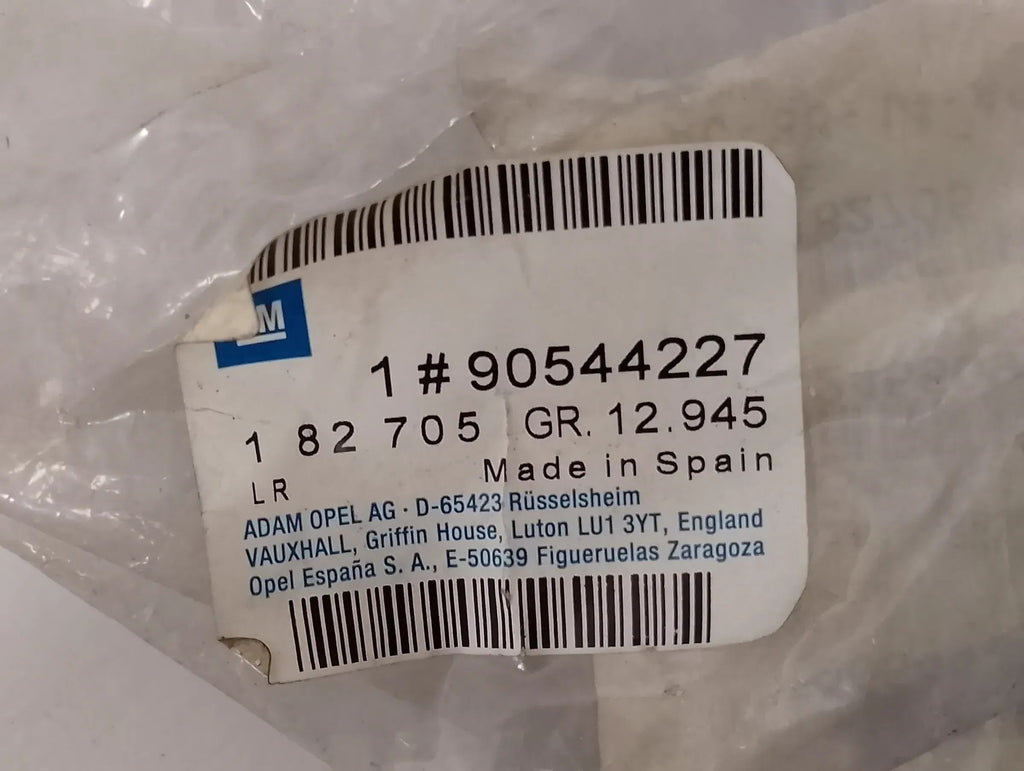 M
1 # 90544227
1 82 705 GR. 12.945
LR Made in Spain
ADAM OPEL AG · D-65423 Rüsselsheim
VAUXHALL, Griffin House, Luton LU1 3YT, England
Opel España S. A., E-50639 Figueruelas Zaragoza